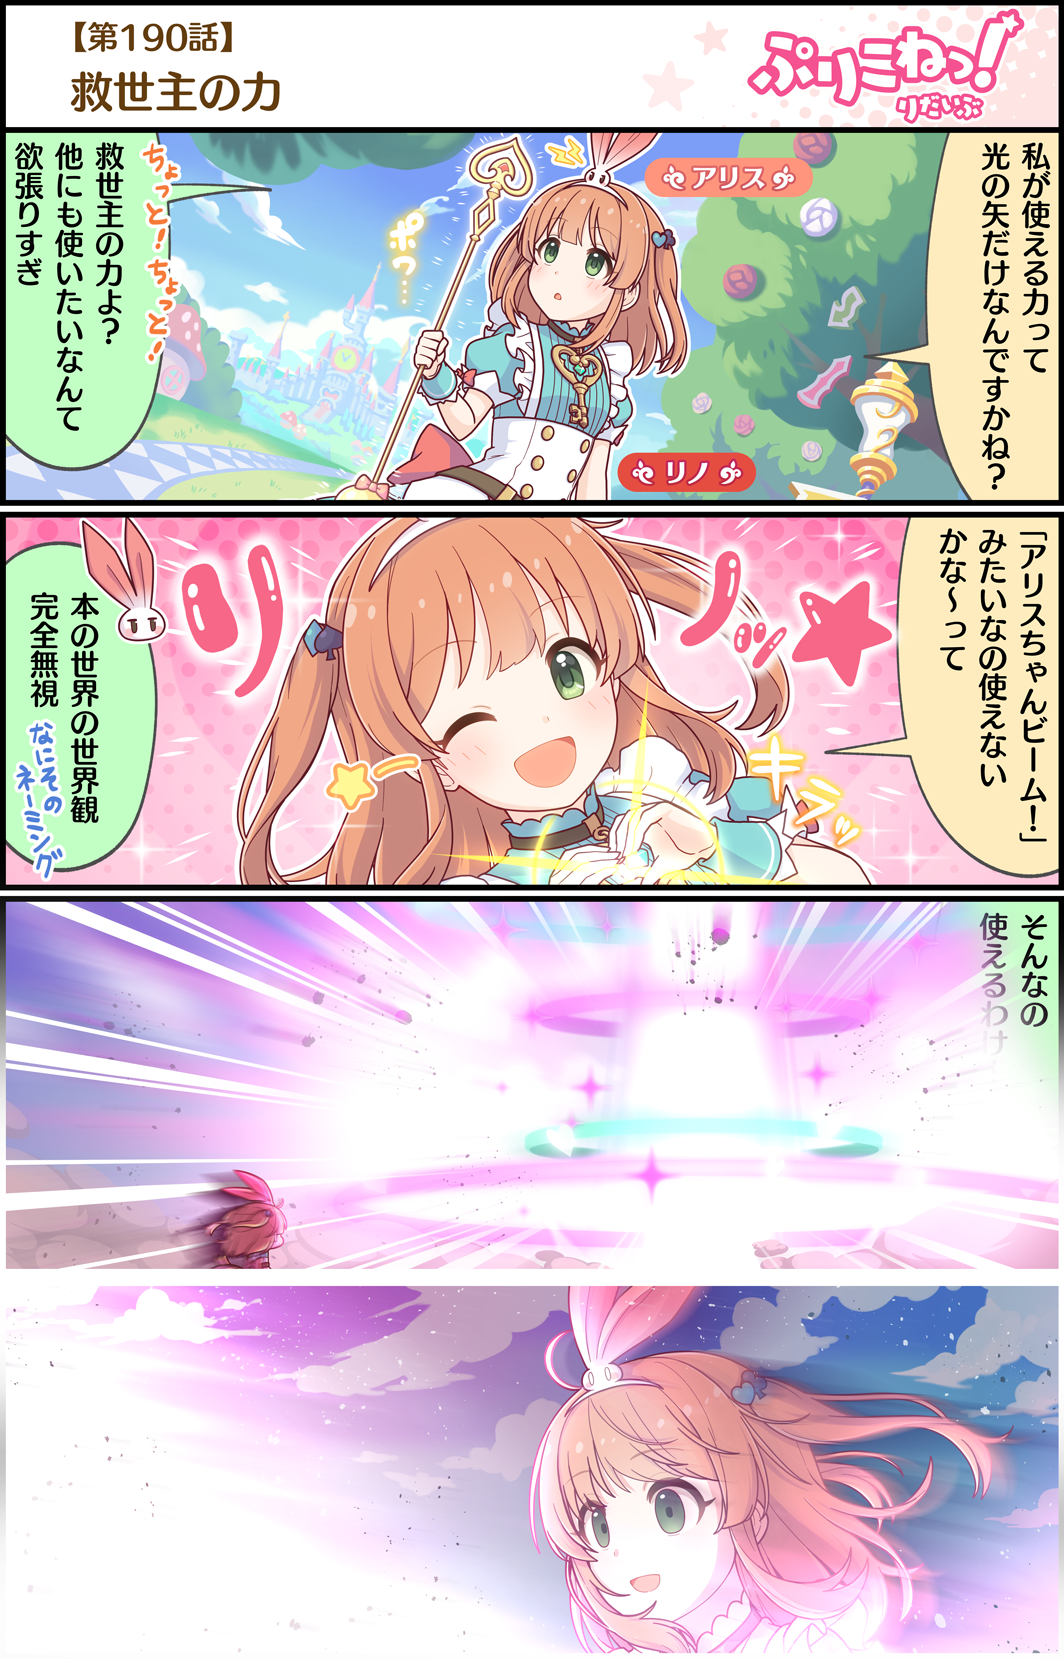 【第190話】
救世主の力
ぷりこねっ!
りだいぶ
私が使える力って
光の矢だけなんですかね？
アリス
リノ
ポゥ…
ちょっと！ちょっと！
救世主の力よ？
他にも使いたいなんて
欲張りすぎ
「アリスちゃんビーム！」
みたいなの使えない
かな～って
リノッ
キラッ
本の世界の世界観
完全無視
なにその
ネーミング
そんなの
使えるわけ